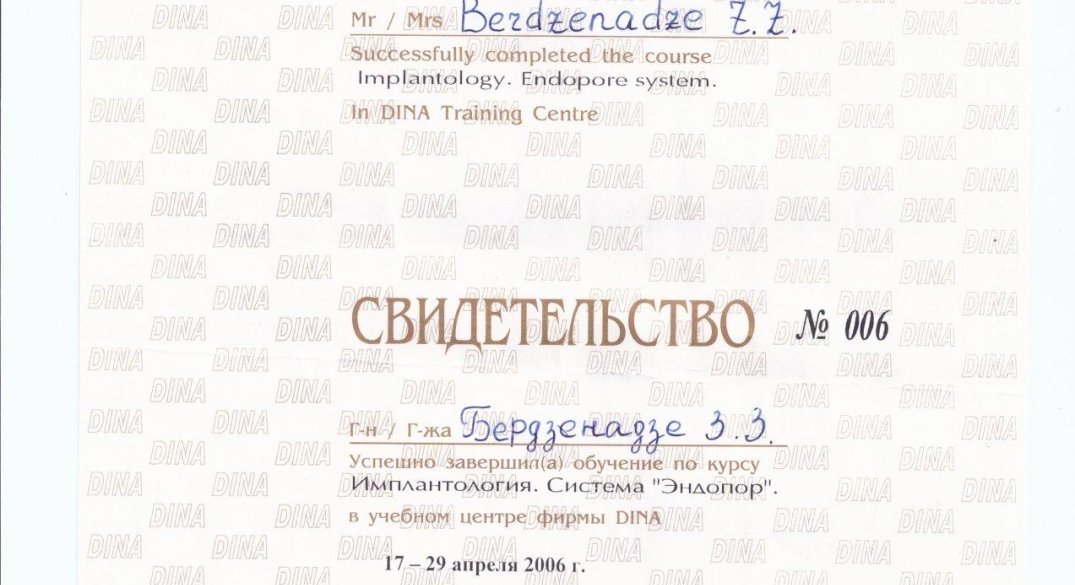 Mr / Mrs Berdzenadze Z.Z.
Successfully completed the course
Implantology. Endopore system.
In DINA Training Centre
СВИДЕТЕЛЬСТВО № 006
Г-н / Г-жа Бердзенадзе З.З.
Успешно завершил(а) обучение по курсу
Имплантология. Система "Эндопор".
в учебном центре фирмы DINA
17 – 29 апреля 2006 г.